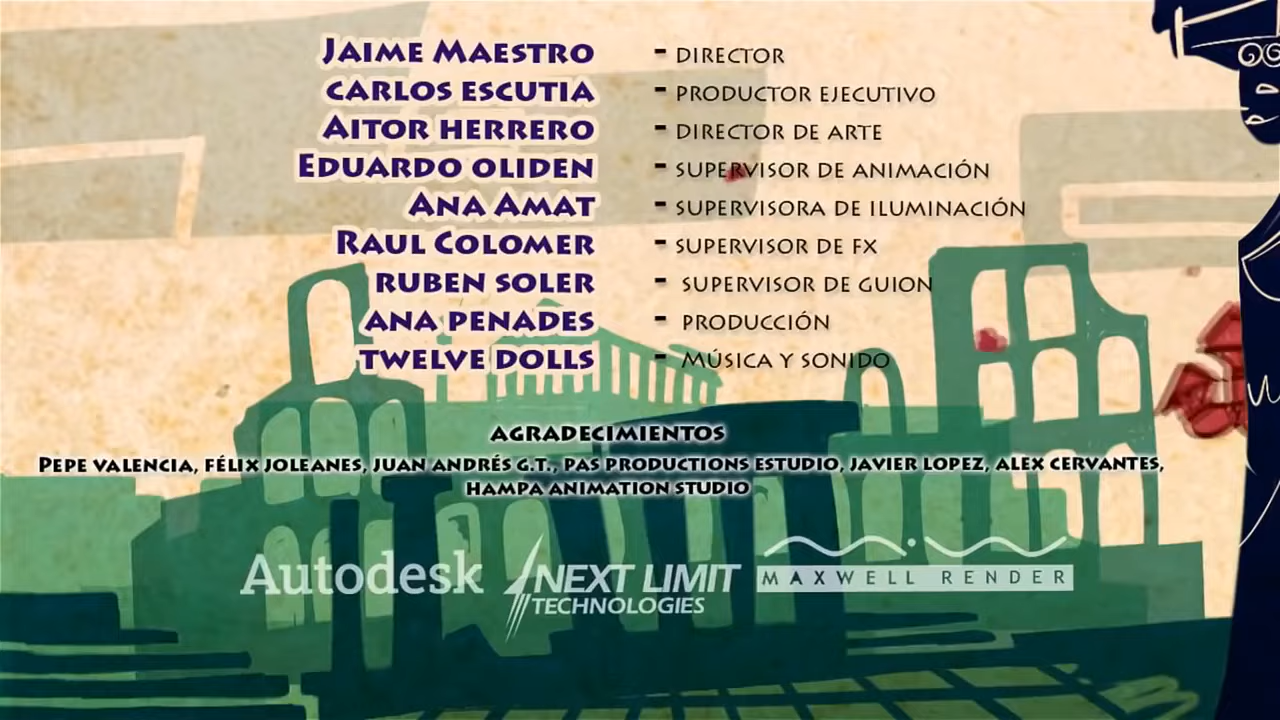 JAIME MAESTRO - DIRECTOR
CARLOS ESCUTIA - PRODUCTOR EJECUTIVO
AITOR HERRERO - DIRECTOR DE ARTE
EDUARDO OLIDEN - SUPERVISOR DE ANIMACIÓN
ANA AMAT - SUPERVISORA DE ILUMINACIÓN
RAUL COLOMER - SUPERVISOR DE FX
RUBEN SOLER - SUPERVISOR DE GUION
ANA PENADES - PRODUCCIÓN
TWELVE DOLLS - MÚSICA Y SONIDO
AGRADECIMIENTOS
PEPE VALENCIA, FÉLIX JOLEANES, JUAN ANDRÉS G.T., PAS PRODUCTIONS ESTUDIO, JAVIER LOPEZ, ALEX CERVANTES,
HAMPA ANIMATION STUDIO
Autodesk NEXT LIMIT MAXWELL RENDER
TECHNOLOGIES